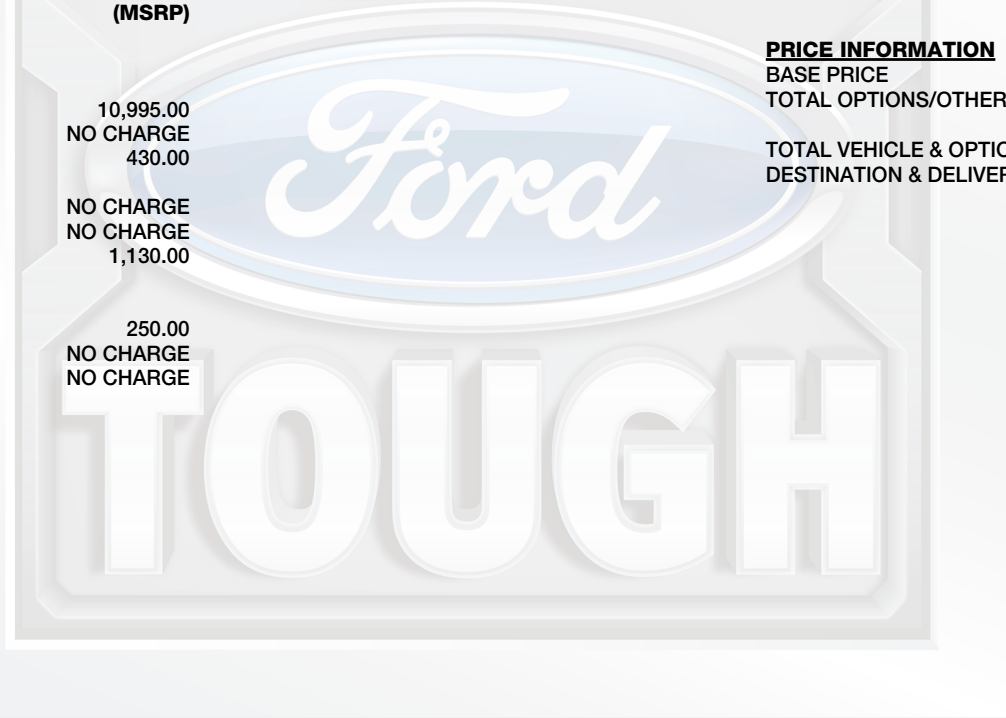 (MSRP)
10,995.00
NO CHARGE
430.00
NO CHARGE
NO CHARGE
1,130.00
250.00
NO CHARGE
NO CHARGE
PRICE INFORMATION
BASE PRICE
TOTAL OPTIONS/OTHER
TOTAL VEHICLE & OPTIO
DESTINATION & DELIVER
Ford
TOUGH